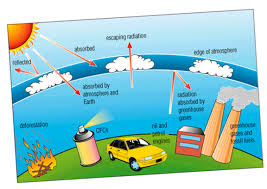 escaping radiation
absorbed
edge of atmosphere
reflected
absorbed by
atmosphere and
Earth
radiation
absorbed by
greenhouse
gases
deforestation
CFCs
oil and
petrol
engines
greenhouse
gases and
fossil fuels